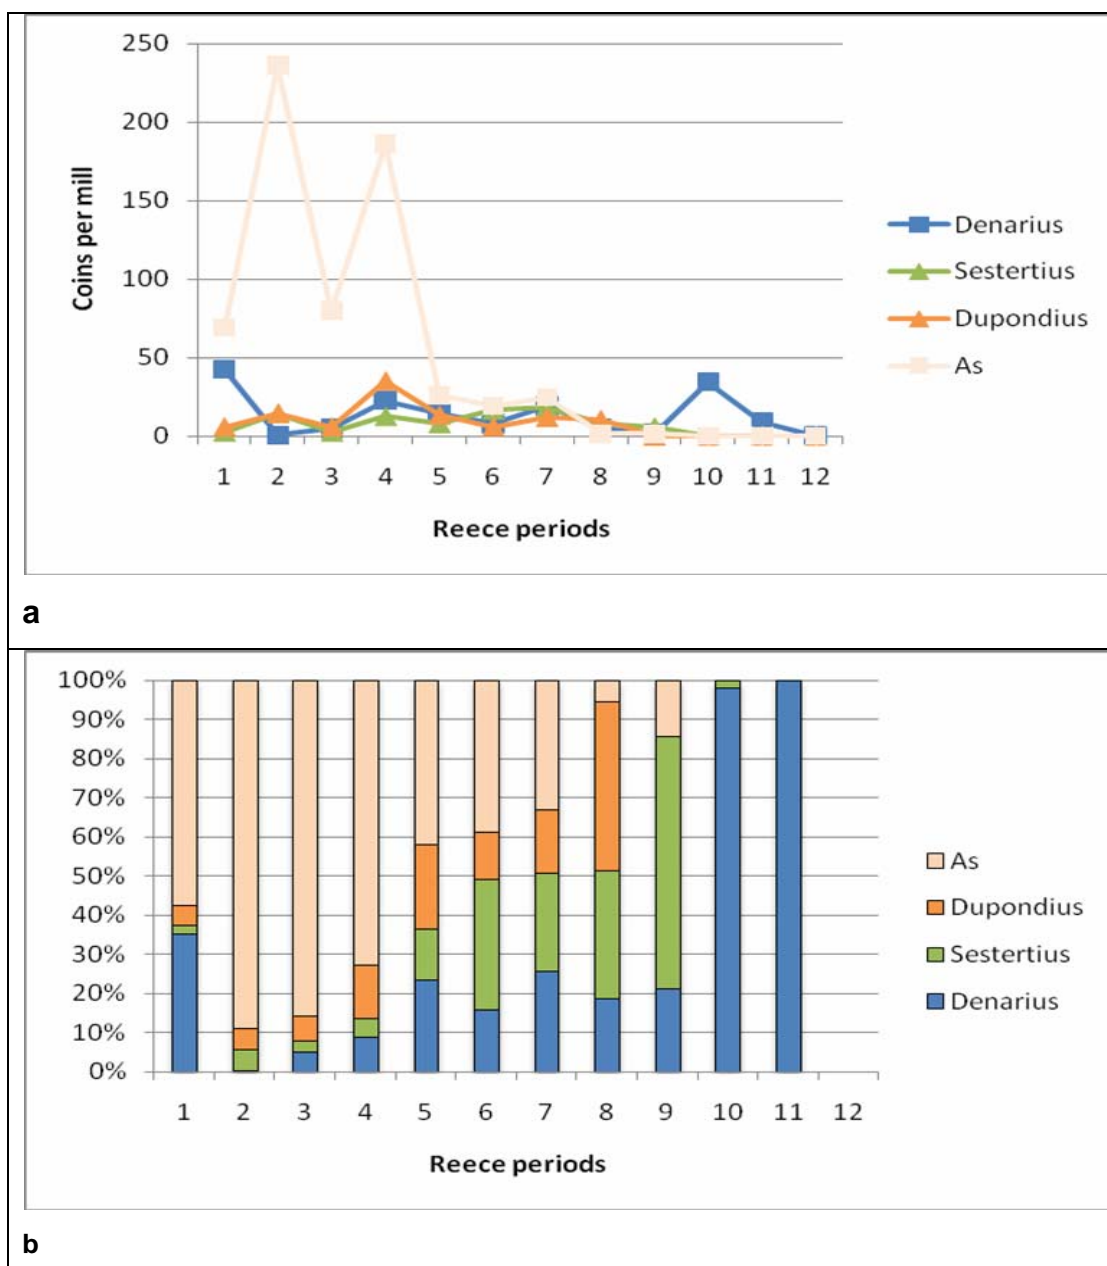 250
200
150
100
50
0
Coins per mill
1 2 3 4 5 6 7 8 9 10 11 12
Reece periods
Denarius
Sestertius
Dupondius
As
a
100%
90%
80%
70%
60%
50%
40%
30%
20%
10%
0%
1 2 3 4 5 6 7 8 9 10 11 12
Reece periods
As
Dupondius
Sestertius
Denarius
b